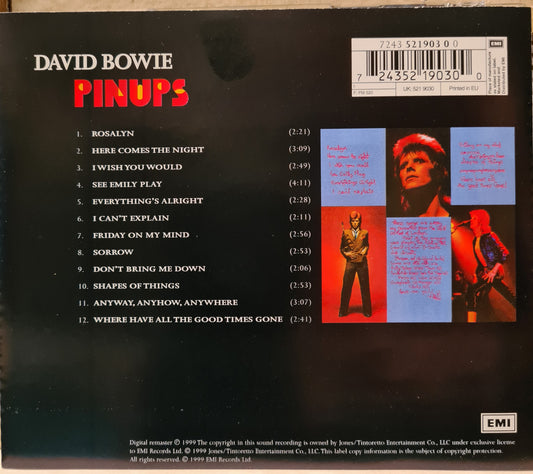 DAVID BOWIE
PINUPS
7243 521903 0 0
7 24352 19030 0
UK: 521 9030
Printed in EU
EMI
1. ROSALYN (2:21)
2. HERE COMES THE NIGHT (3:09)
3. I WISH YOU WOULD (2:49)
4. SEE EMILY PLAY (4:11)
5. EVERYTHING'S ALRIGHT (2:28)
6. I CAN'T EXPLAIN (2:11)
7. FRIDAY ON MY MIND (2:56)
8. SORROW (2:53)
9. DON'T BRING ME DOWN (2:06)
10. SHAPES OF THINGS (2:53)
11. ANYWAY, ANYHOW, ANYWHERE (3:07)
12. WHERE HAVE ALL THE GOOD TIMES GONE (2:41)
EMI
Digital remaster ℗ 1999 The copyright in this sound recording is owned by Jones/Tintoretto Entertainment Co., LLC under exclusive license
to EMI Records Ltd. © 1999 Jones/Tintoretto Entertainment Co., LLC. This label copy information is the subject of copyright protection.
All rights reserved. © 1999 EMI Records Ltd.